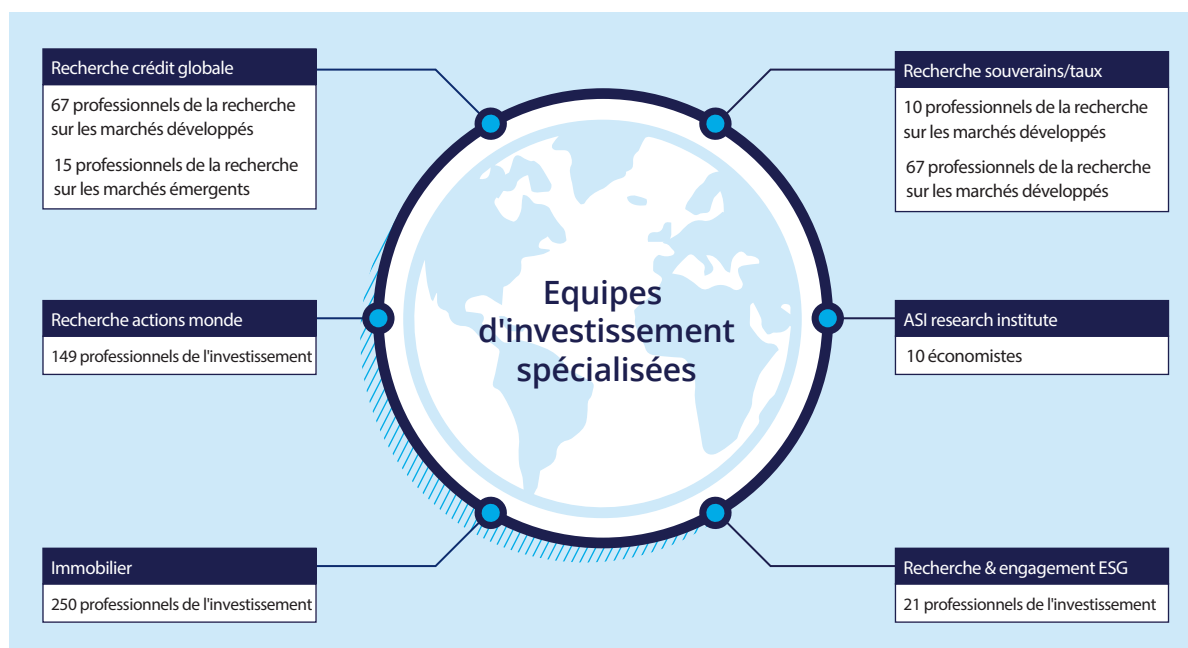 Recherche crédit globale
67 professionnels de la recherche
sur les marchés développés
15 professionnels de la recherche
sur les marchés émergents
Recherche souverains/taux
10 professionnels de la recherche
sur les marchés développés
67 professionnels de la recherche
sur les marchés développés
Equipes
d'investissement
spécialisées
Recherche actions monde
149 professionnels de l'investissement
ASI research institute
10 économistes
Immobilier
250 professionnels de l'investissement
Recherche & engagement ESG
21 professionnels de l'investissement